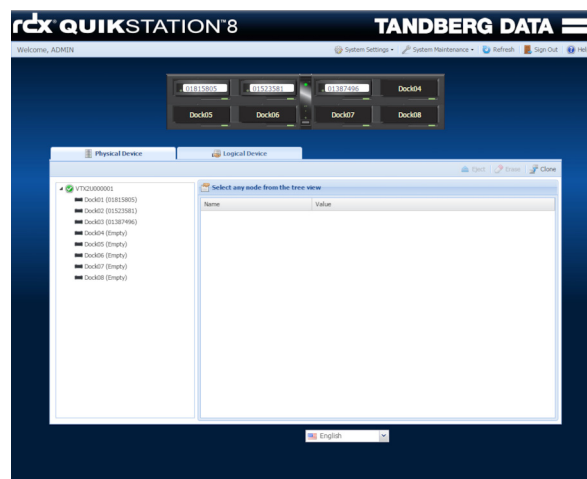 rdx QUIKSTATION®8 TANDBERG DATA
Welcome, ADMIN System Settings System Maintenance Refresh Sign Out Hel
01815805 01523581 01387496 Dock04
Dock05 Dock06 Dock07 Dock08
Physical Device Logical Device
Eject Erase Clone
VTX2U000001 Select any node from the tree view
Name Value
Dock01 (01815805)
Dock02 (01523581)
Dock03 (01387496)
Dock04 (Empty)
Dock05 (Empty)
Dock06 (Empty)
Dock07 (Empty)
Dock08 (Empty)
English